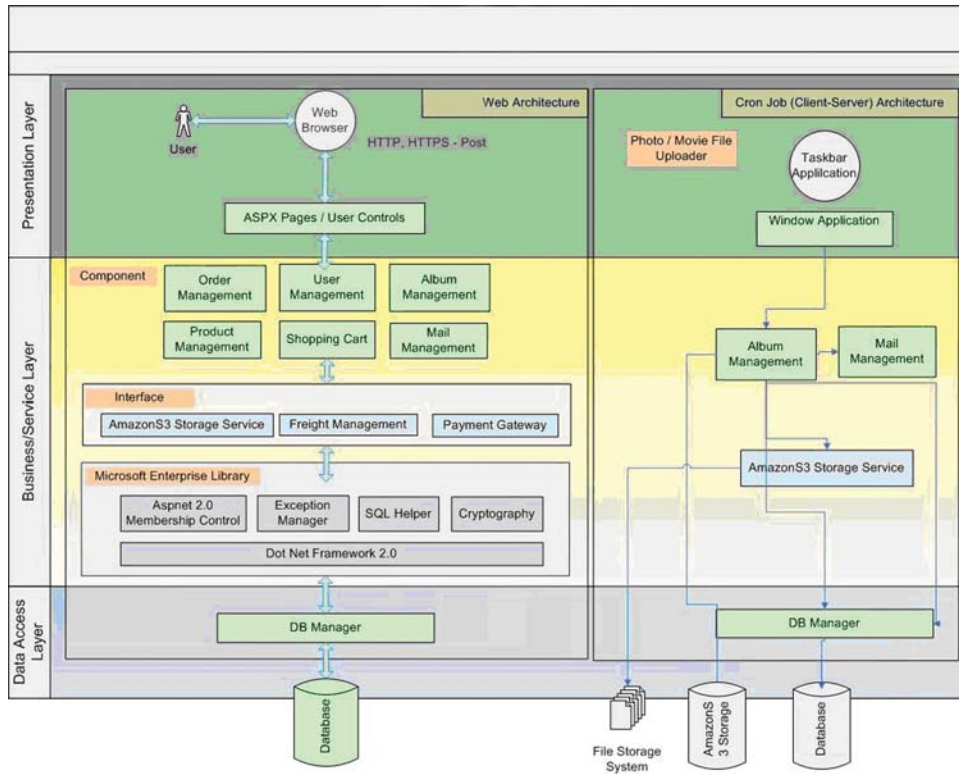 Presentation Layer
Web Architecture
Web
Browser
User
HTTP, HTTPS - Post
ASPX Pages / User Controls
Cron Job (Client-Server) Architecture
Photo / Movie File
Uploader
Taskbar
Applilcation
Window Application
Business/Service Layer
Component
Order
Management
User
Management
Album
Management
Product
Management
Shopping Cart
Mail
Management
Interface
AmazonS3 Storage Service
Freight Management
Payment Gateway
Microsoft Enterprise Library
Aspnet 2.0
Membership Control
Exception
Manager
SQL Helper
Cryptography
Dot Net Framework 2.0
Album
Management
Mail
Management
AmazonS3 Storage Service
Data Access
Layer
DB Manager
DB Manager
Database
File Storage
System
AmazonS
3 Storage
Database